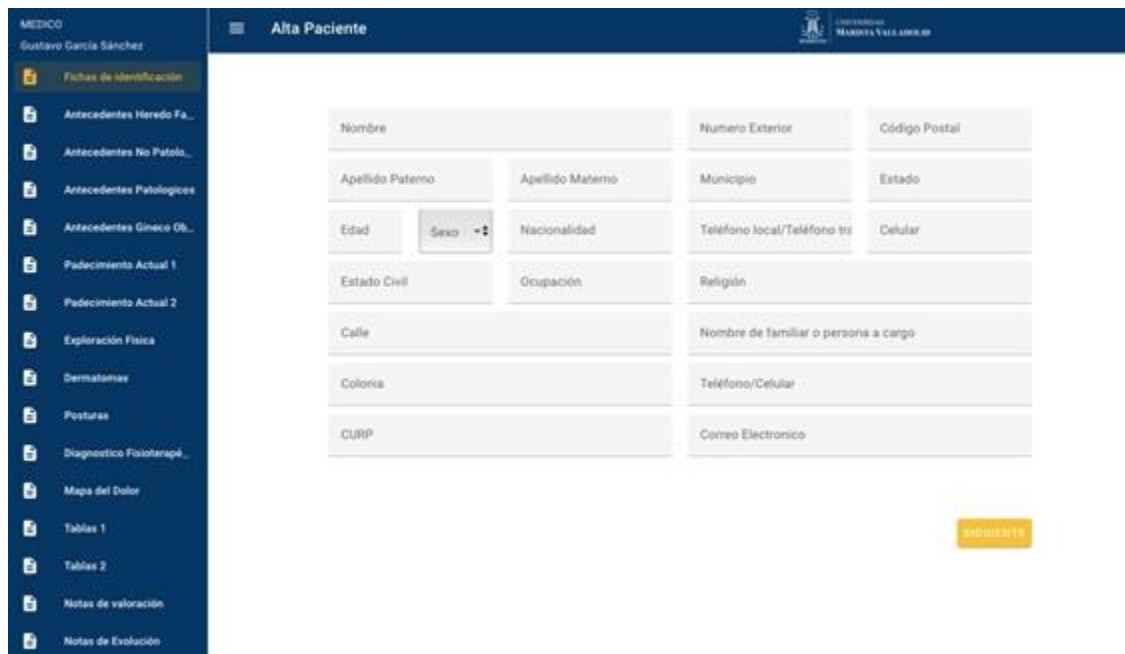 MEDICO
Gustavo García Sánchez
Fichas de identificación
Antecedentes Heredo Fa...
Antecedentes No Patolo...
Antecedentes Patologicos
Antecedentes Gineco Ob...
Padecimiento Actual 1
Padecimiento Actual 2
Exploración Fisica
Dermatomas
Posturas
Diagnostico Fisioterapé...
Mapa del Dolor
Tablas 1
Tablas 2
Notas de valoración
Notas de Evolución
Alta Paciente
UNIVERSIDAD
MARISTA VALLADOLID
Nombre
Numero Exterior
Código Postal
Apellido Paterno
Apellido Materno
Municipio
Estado
Edad
Sexo
Nacionalidad
Teléfono local/Teléfono tra
Celular
Estado Civil
Ocupación
Religión
Calle
Nombre de familiar o persona a cargo
Colonia
Teléfono/Celular
CURP
Correo Electronico
SIGUIENTE